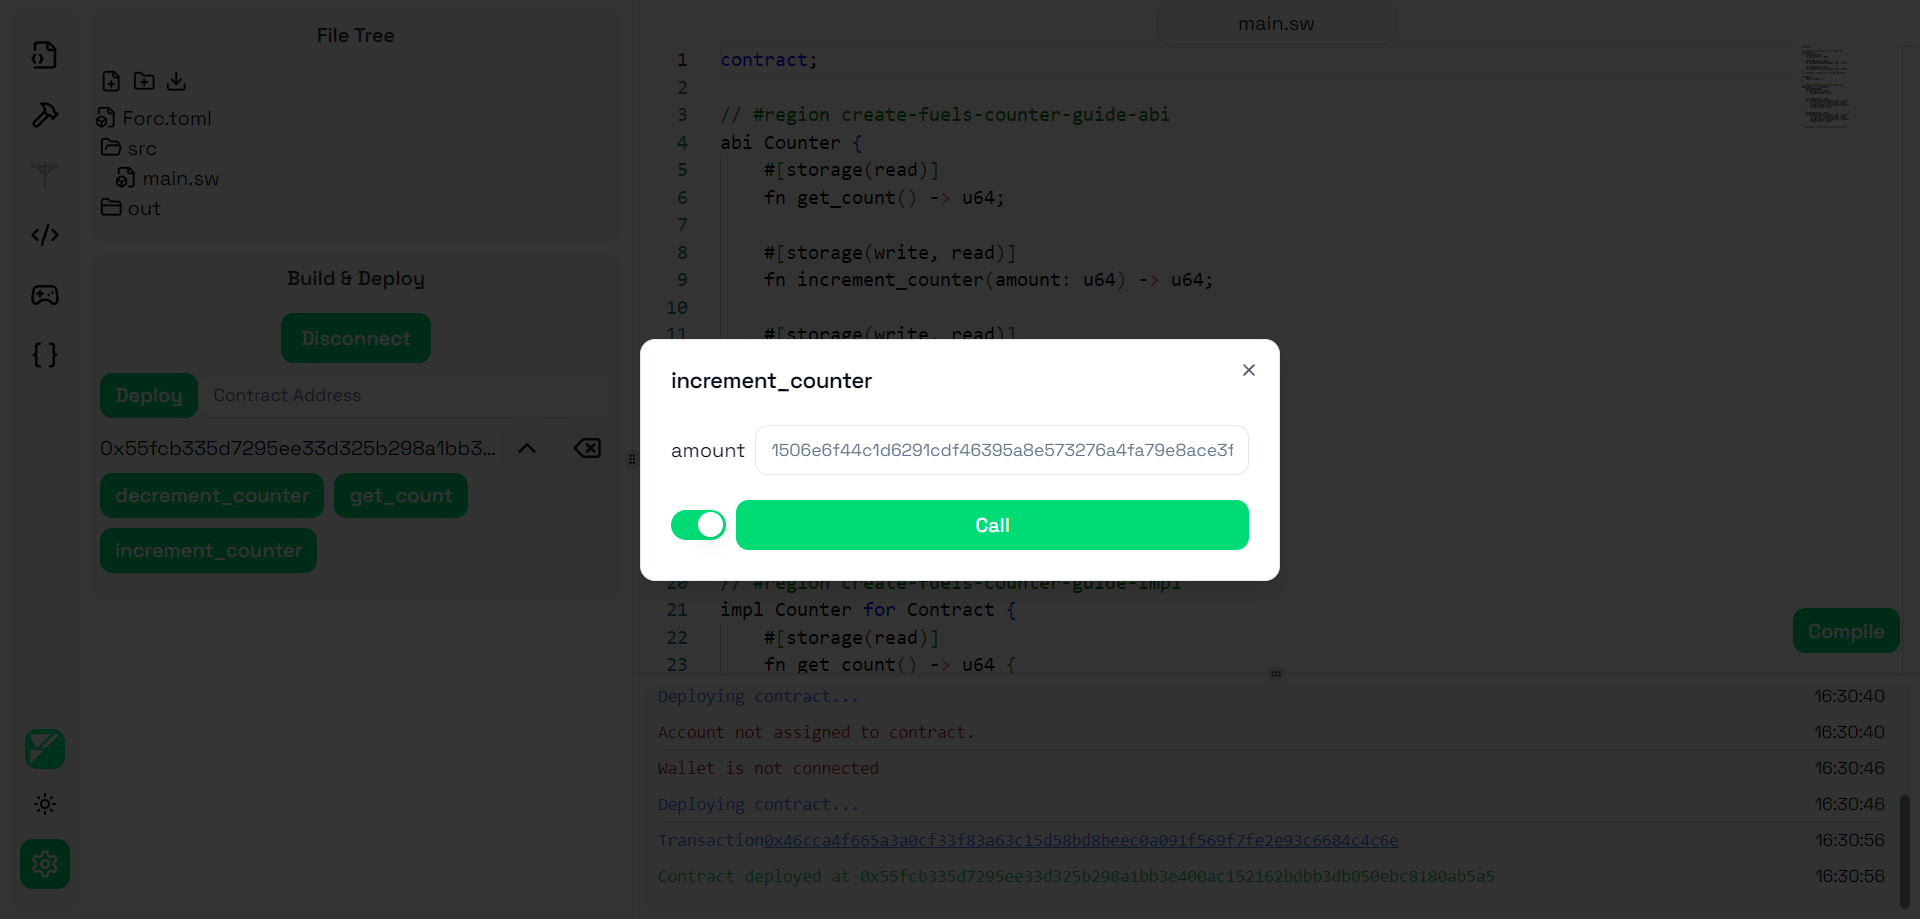 File Tree
Forc.toml
src
main.sw
out
Build & Deploy
Disconnect
Deploy
Contract Address
0x55fcb335d7295ee33d325b298a1bb3...
decrement_counter
get_count
increment_counter
main.sw
1 contract;
2
3 // #region create-fuels-counter-guide-abi
4 abi Counter {
5 #[storage(read)]
6 fn get_count() -> u64;
7
8 #[storage(write, read)]
9 fn increment_counter(amount: u64) -> u64;
10
11 #[storage(write, read)]
increment_counter
amount
1506e6f44c1d6291cdf46395a8e573276a4fa79e8ace3f
Call
20 // #region create-fuels-counter-guide-impl
21 impl Counter for Contract {
22 #[storage(read)]
23 fn get_count() -> u64 {
Compile
Deploying contract... 16:30:40
Account not assigned to contract. 16:30:40
Wallet is not connected 16:30:46
Deploying contract... 16:30:46
Transaction0x46cca4f665a3a0cf33f83a63c15d58bd8beec0a091f569f7fe2e93c6684c4c6e 16:30:56
Contract deployed at 0x55fcb335d7295ee33d325b298a1bb3e400ac152162bdbb3db050ebc8180ab5a5 16:30:56